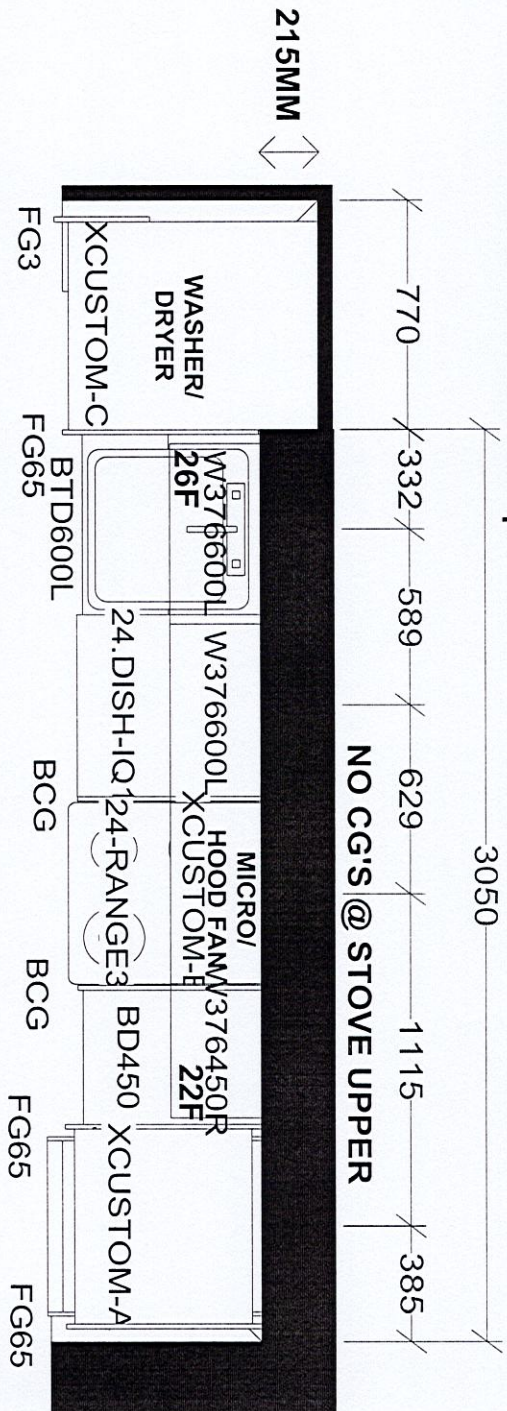 215MM
3050
770
332
589
629
1115
385
NO CG'S @ STOVE UPPER
WASHER/
DRYER
MICRO/
HOOD FAN
W376600L
26F
W376600L
XCUSTOM-B
W376450R
22F
XCUSTOM-C
24.DISH-IQ1
24-RANGE3
BD450
XCUSTOM-A
BTD600L
FG3
FG65
BCG
BCG
FG65
FG65